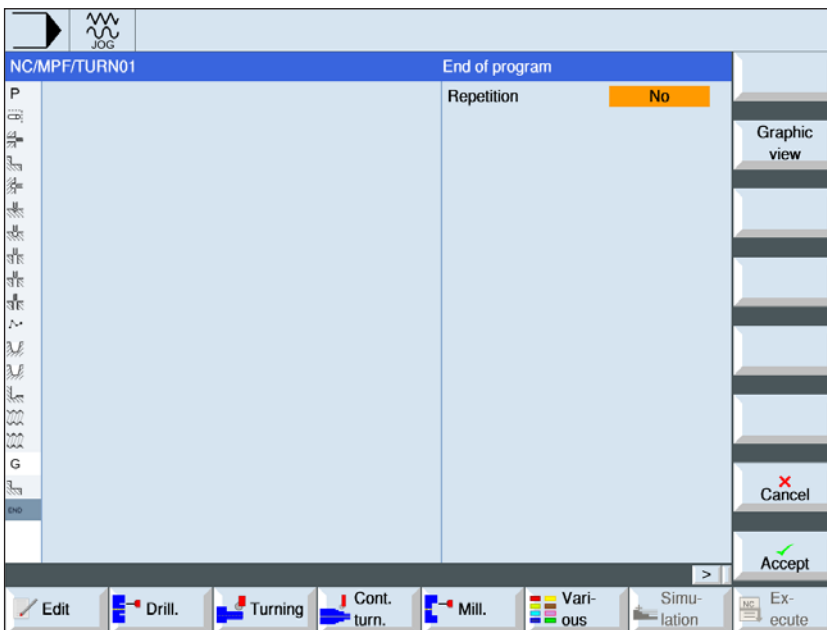 JOG
NC/MPF/TURN01
End of program
P
Repetition
No
Graphic
view
G
END
Cancel
Accept
>
Edit
Drill.
Turning
Cont.
turn.
Mill.
Vari-
ous
Simu-
lation
NC
Ex-
ecute